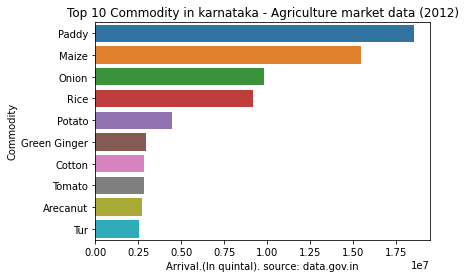 Top 10 Commodity in karnataka - Agriculture market data (2012)
Commodity
Paddy
Maize
Onion
Rice
Potato
Green Ginger
Cotton
Tomato
Arecanut
Tur
0.00 0.25 0.50 0.75 1.00 1.25 1.50 1.75
1e7
Arrival.(In quintal). source: data.gov.in